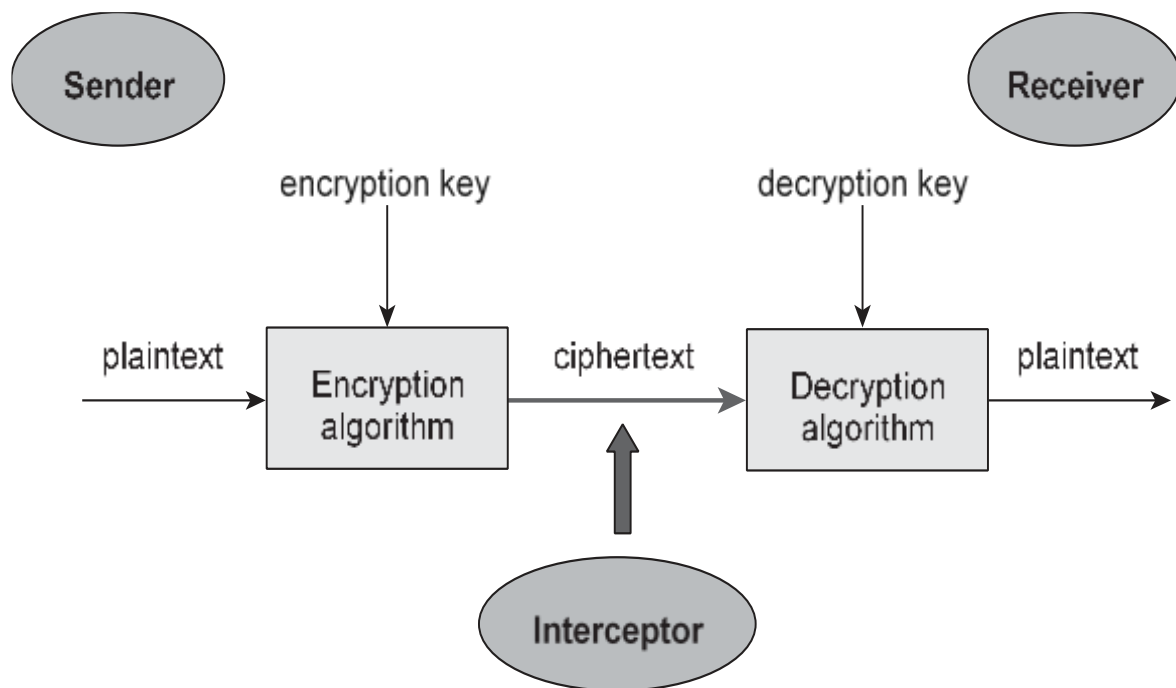 Sender
Receiver
encryption key
decryption key
plaintext
Encryption
algorithm
ciphertext
Decryption
algorithm
plaintext
Interceptor